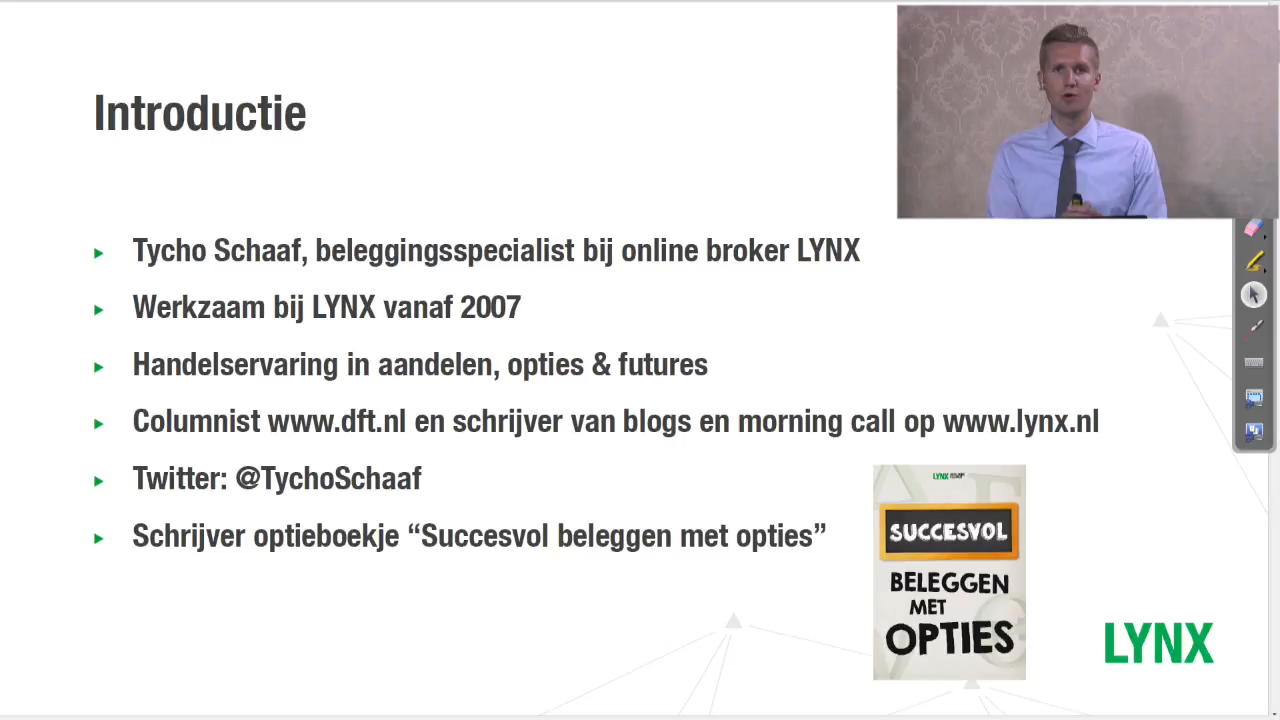 Introductie
Tycho Schaaf, beleggingsspecialist bij online broker LYNX
Werkzaam bij LYNX vanaf 2007
Handelservaring in aandelen, opties & futures
Columnist www.dft.nl en schrijver van blogs en morning call op www.lynx.nl
Twitter: @TychoSchaaf
Schrijver optieboekje “Succesvol beleggen met opties”
LYNX
SUCCESVOL
BELEGGEN
MET
OPTIES
LYNX